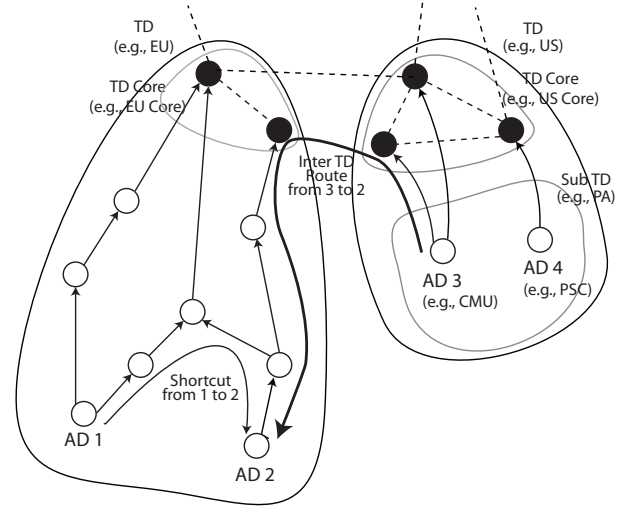 TD
(e.g., EU)
TD Core
(e.g., EU Core)
TD
(e.g., US)
TD Core
(e.g., US Core)
Inter TD
Route
from 3 to 2
Sub TD
(e.g., PA)
AD 3
(e.g., CMU)
AD 4
(e.g., PSC)
Shortcut
from 1 to 2
AD 1
AD 2